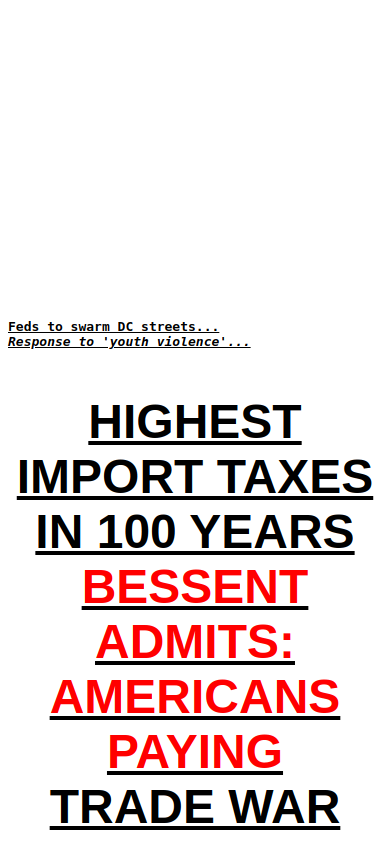 Feds to swarm DC streets...
Response to 'youth violence'...
HIGHEST
IMPORT TAXES
IN 100 YEARS
BESSENT
ADMITS:
AMERICANS
PAYING
TRADE WAR